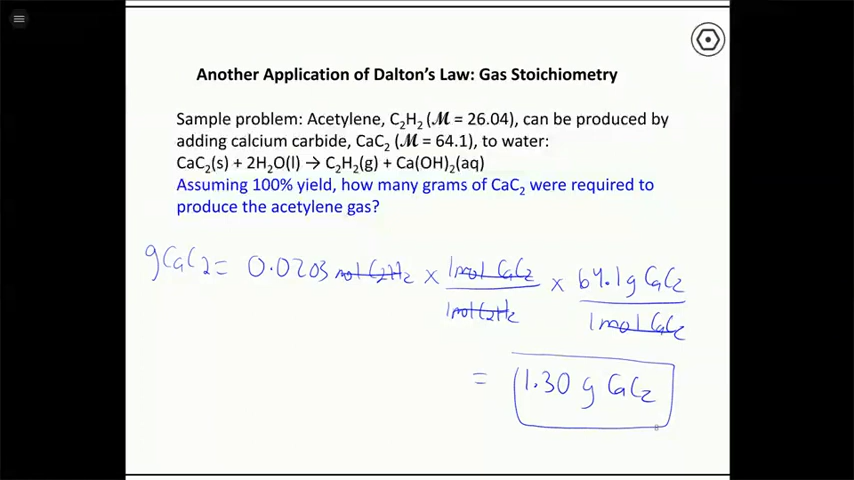 Another Application of Dalton's Law: Gas Stoichiometry
Sample problem: Acetylene, C₂H₂ (ℳ = 26.04), can be produced by
adding calcium carbide, CaC₂ (ℳ = 64.1), to water:
CaC₂(s) + 2H₂O(l) → C₂H₂(g) + Ca(OH)₂(aq)
Assuming 100% yield, how many grams of CaC₂ were required to
produce the acetylene gas?
g CaC₂ = 0.0203 mol C₂H₂ × 1 mol CaC₂ × 64.1 g CaC₂
1 mol C₂H₂ 1 mol CaC₂
= 1.30 g CaC₂
8